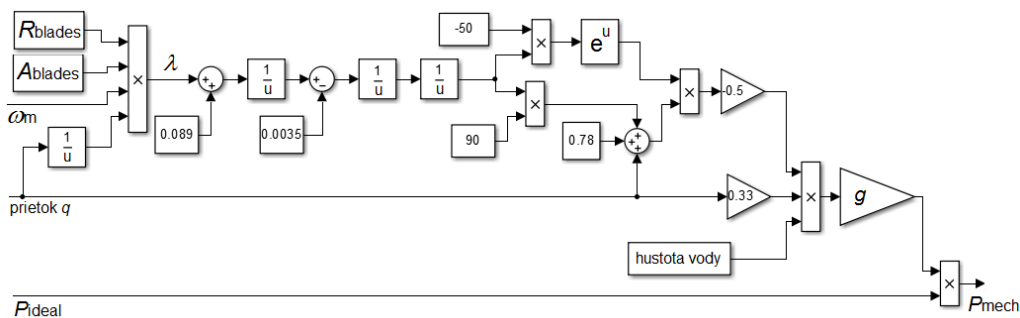 Rblades
Ablades
ωm
1
u
×
λ
+
+
0.089
1
u
+
−
0.0035
1
u
1
u
-50
×
e^u
90
×
0.78
+
+
+
×
-0.5
prietok q
0.33
×
g
hustota vody
Pideal
×
Pmech